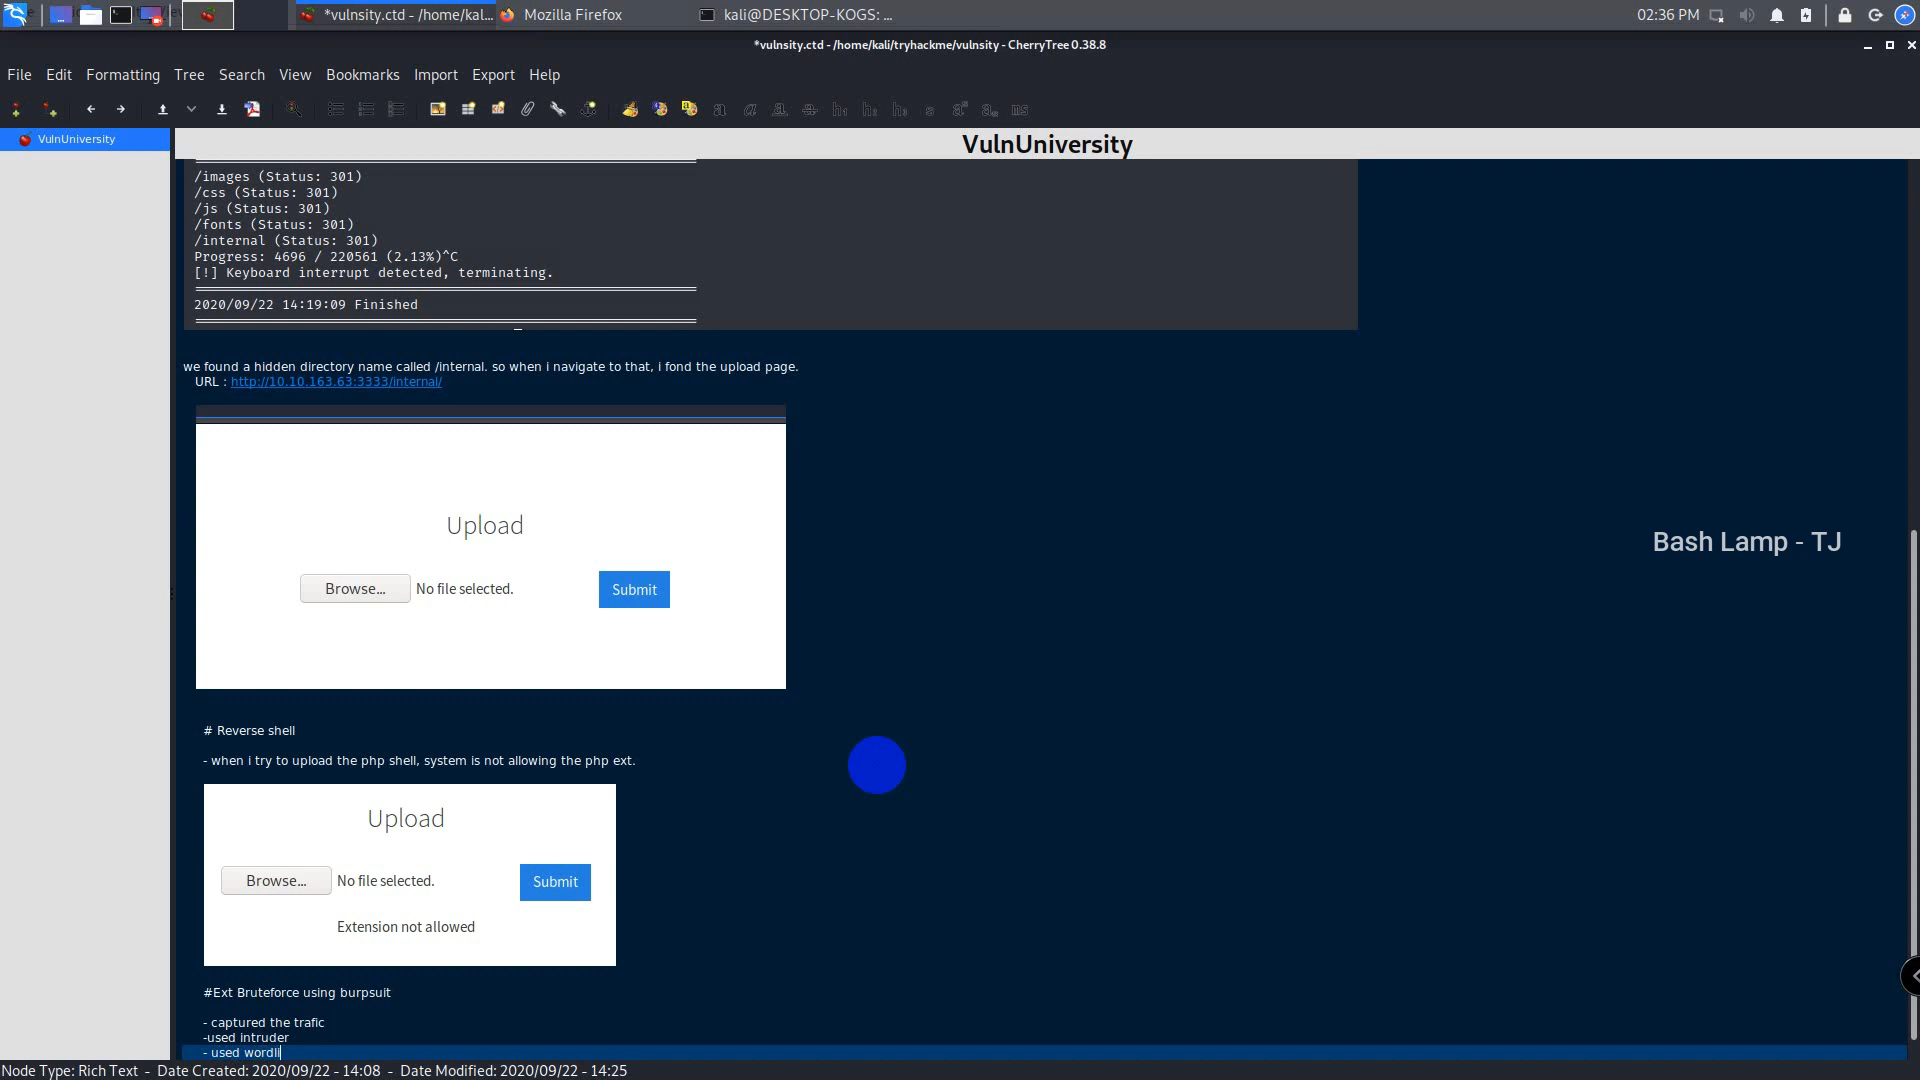 *vulnsity.ctd - /home/kal...
Mozilla Firefox
kali@DESKTOP-KOGS: ...
02:36 PM
*vulnsity.ctd - /home/kali/tryhackme/vulnsity - CherryTree 0.38.8
File Edit Formatting Tree Search View Bookmarks Import Export Help
VulnUniversity
VulnUniversity
/images (Status: 301)
/css (Status: 301)
/js (Status: 301)
/fonts (Status: 301)
/internal (Status: 301)
Progress: 4696 / 220561 (2.13%)^C
[!] Keyboard interrupt detected, terminating.
2020/09/22 14:19:09 Finished
we found a hidden directory name called /internal. so when i navigate to that, i fond the upload page.
URL : http://10.10.163.63:3333/internal/
Upload
Browse... No file selected. Submit
Bash Lamp - TJ
# Reverse shell
- when i try to upload the php shell, system is not allowing the php ext.
Upload
Browse... No file selected. Submit
Extension not allowed
#Ext Bruteforce using burpsuit
- captured the trafic
-used intruder
- used wordli
Node Type: Rich Text - Date Created: 2020/09/22 - 14:08 - Date Modified: 2020/09/22 - 14:25